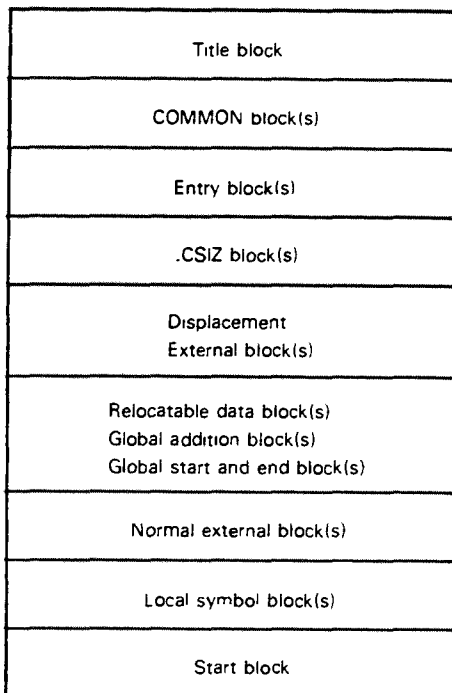 Title block
COMMON block(s)
Entry block(s)
.CSIZ block(s)
Displacement
External block(s)
Relocatable data block(s)
Global addition block(s)
Global start and end block(s)
Normal external block(s)
Local symbol block(s)
Start block